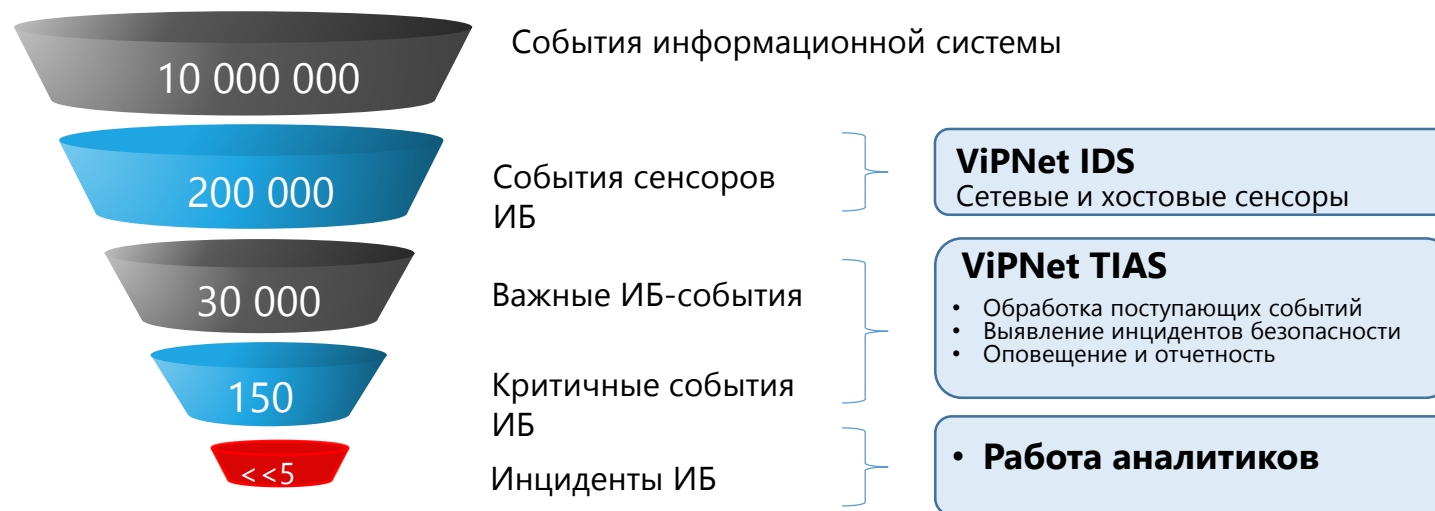 10 000 000
События информационной системы
200 000
События сенсоров
ИБ
ViPNet IDS
Сетевые и хостовые сенсоры
30 000
Важные ИБ-события
ViPNet TIAS
• Обработка поступающих событий
• Выявление инцидентов безопасности
• Оповещение и отчетность
150
Критичные события
ИБ
<<5
Инциденты ИБ
• Работа аналитиков